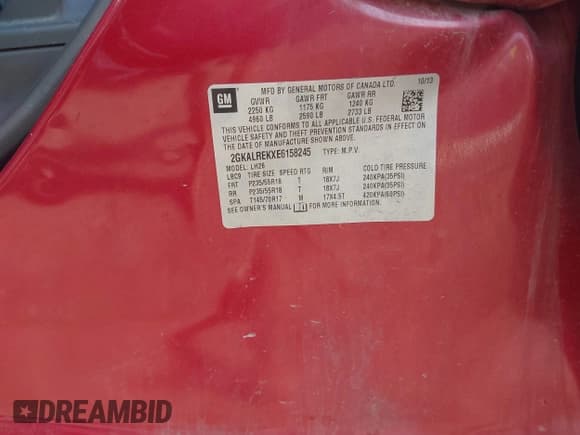 GM
MFD BY GENERAL MOTORS OF CANADA LTD. 10/13
GVWR GAWR FRT GAWR RR
2250 KG 1175 KG 1240 KG
4960 LB 2590 LB 2733 LB
THIS VEHICLE CONFORMS TO ALL APPLICABLE U.S. FEDERAL MOTOR
VEHICLE SAFETY AND THEFT PREVENTION STANDARDS IN EFFECT ON
THE DATE OF MANUFACTURE SHOWN ABOVE.
2GKALREKXE6158245 TYPE: M.P.V.
MODEL: LH26
LBC9 TIRE SIZE SPEED RTG RIM COLD TIRE PRESSURE
FRT P235/55R18 T 18X7J 240KPA(35PSI)
RR P235/55R18 T 18X7J 240KPA(35PSI)
SPA T145/70R17 M 17X4.5T 420KPA(60PSI)
SEE OWNER'S MANUAL FOR MORE INFORMATION.
DREAMBID